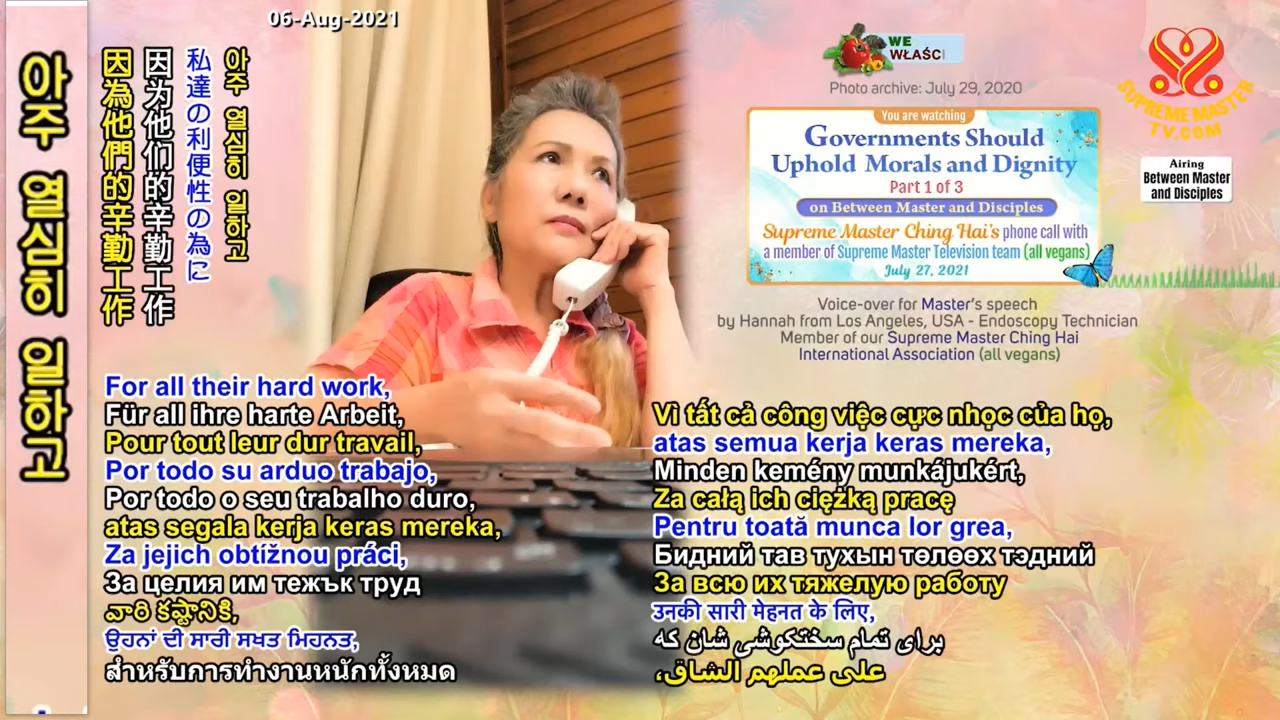 06-Aug-2021
아주 열심히 일하고
因為他們的辛勤工作
因为他们的辛勤工作
私達の利便性の為に
아주 열심히 일하고
WE
WŁAŚCI
Photo archive: July 29, 2020
You are watching
Governments Should
Uphold Morals and Dignity
Part 1 of 3
on Between Master and Disciples
Supreme Master Ching Hai's phone call with
a member of Supreme Master Television team (all vegans)
July 27, 2021
SUPREME MASTER
TV.COM
Airing
Between Master
and Disciples
Voice-over for Master's speech
by Hannah from Los Angeles, USA - Endoscopy Technician
Member of our Supreme Master Ching Hai
International Association (all vegans)
For all their hard work,
Für all ihre harte Arbeit,
Pour tout leur dur travail,
Por todo su arduo trabajo,
Por todo o seu trabalho duro,
atas segala kerja keras mereka,
Za jejich obtížnou práci,
За целия им тежък труд
వారి కష్టానికి,
ਉਹਨਾਂ ਦੀ ਸਾਰੀ ਸਖਤ ਮਿਹਨਤ,
สำหรับการทำงานหนักทั้งหมด
Vì tất cả công việc cực nhọc của họ,
atas semua kerja keras mereka,
Minden kemény munkájukért,
Za całą ich ciężką pracę
Pentru toată munca lor grea,
Бидний тав тухын төлөөх тэдний
За всю их тяжелую работу
उनकी सारी मेहनत के लिए,
برای تمام سختکوشی شان که
على عملهم الشاق،